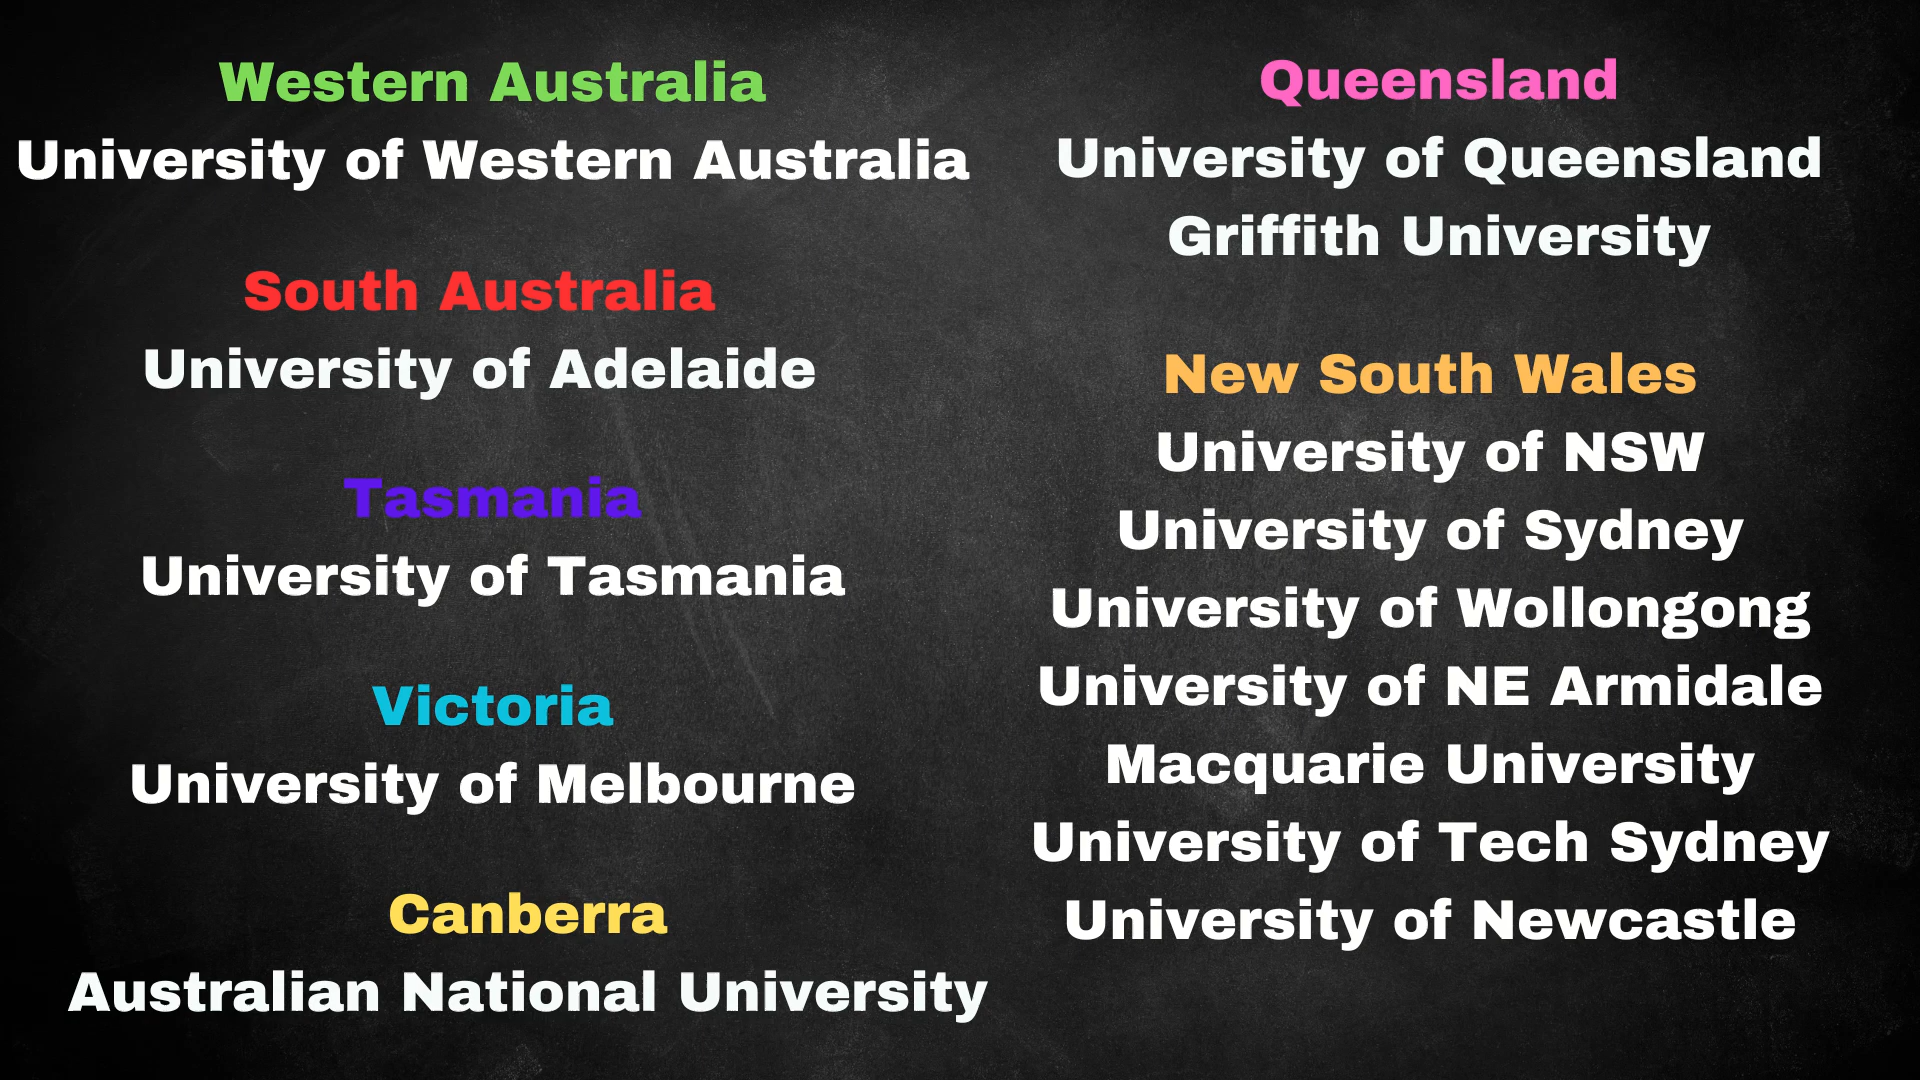 Western Australia
University of Western Australia
South Australia
University of Adelaide
Tasmania
University of Tasmania
Victoria
University of Melbourne
Canberra
Australian National University
Queensland
University of Queensland
Griffith University
New South Wales
University of NSW
University of Sydney
University of Wollongong
University of NE Armidale
Macquarie University
University of Tech Sydney
University of Newcastle